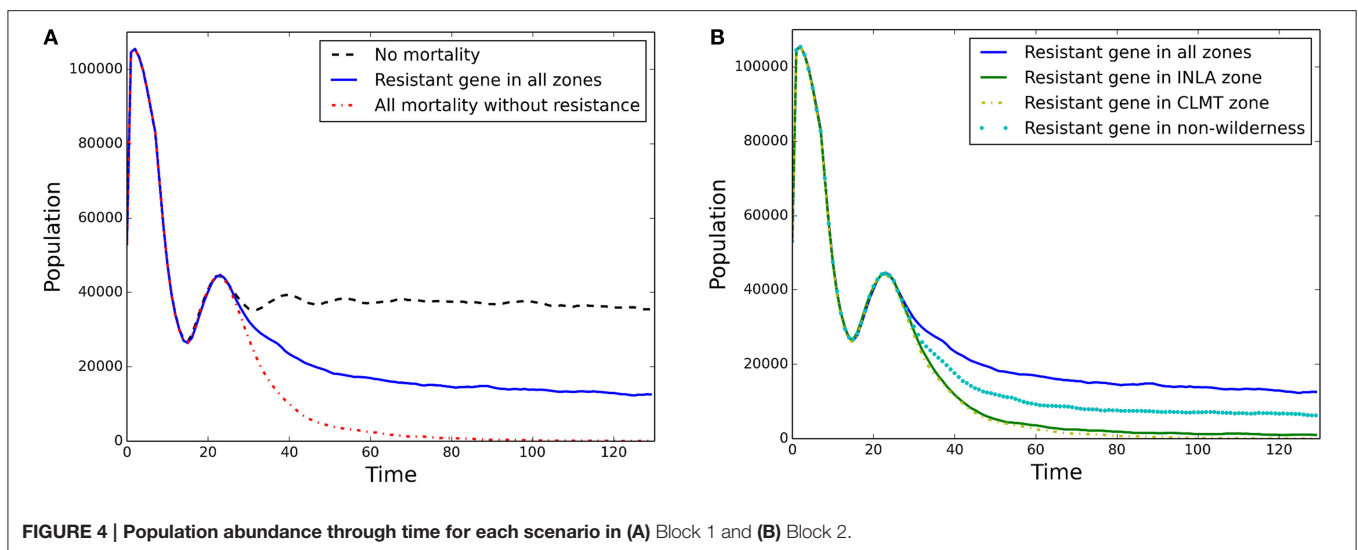 A
No mortality
Resistant gene in all zones
All mortality without resistance
Population
100000
80000
60000
40000
20000
0
0 20 40 60 80 100 120
Time
B
Resistant gene in all zones
Resistant gene in INLA zone
Resistant gene in CLMT zone
Resistant gene in non-wilderness
Population
100000
80000
60000
40000
20000
0
0 20 40 60 80 100 120
Time
FIGURE 4 | Population abundance through time for each scenario in (A) Block 1 and (B) Block 2.